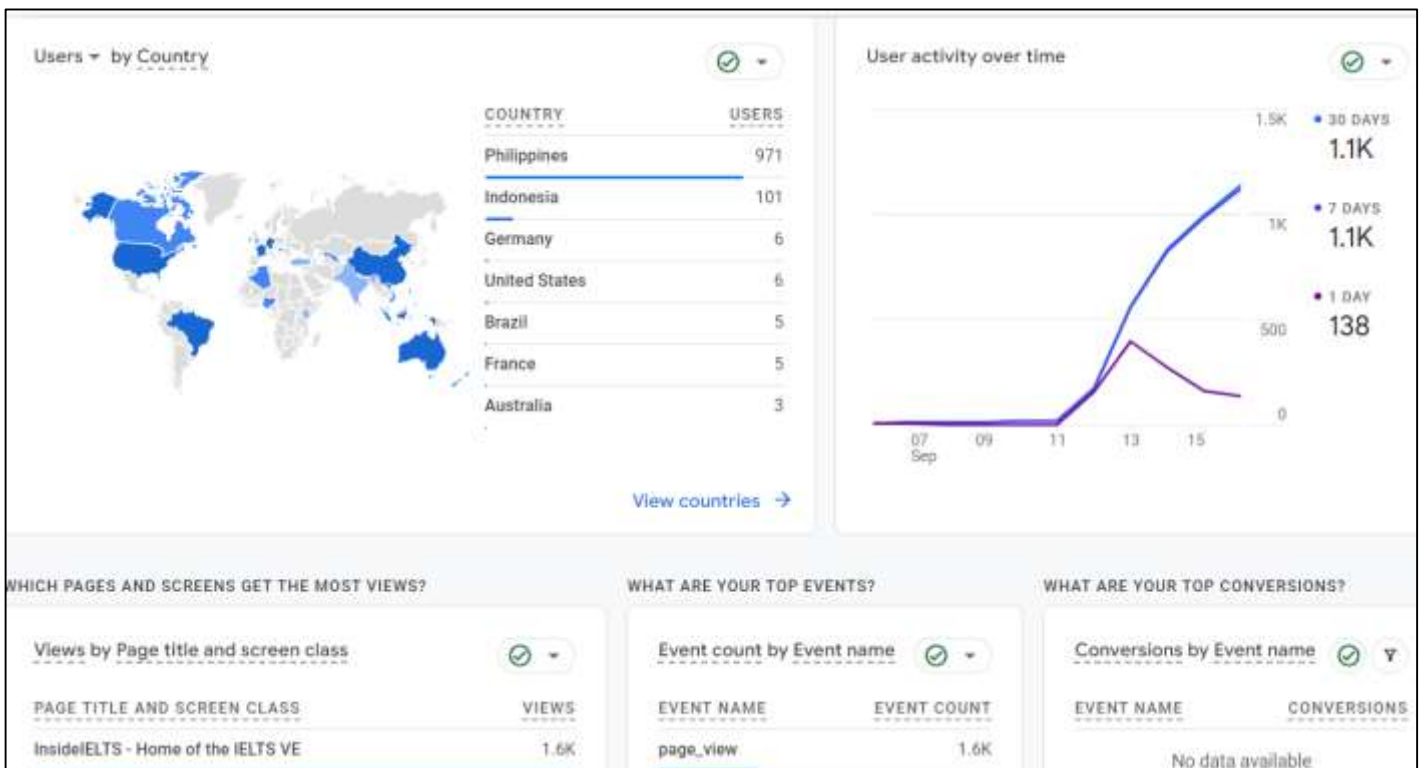 Users by Country
COUNTRY USERS
Philippines 971
Indonesia 101
Germany 6
United States 6
Brazil 5
France 5
Australia 3
View countries →
User activity over time
1.5K
1K
500
0
07 Sep 09 11 13 15
• 30 DAYS
1.1K
• 7 DAYS
1.1K
• 1 DAY
138
WHICH PAGES AND SCREENS GET THE MOST VIEWS?
Views by Page title and screen class
PAGE TITLE AND SCREEN CLASS VIEWS
InsideIELTS - Home of the IELTS VE 1.6K
WHAT ARE YOUR TOP EVENTS?
Event count by Event name
EVENT NAME EVENT COUNT
page_view 1.6K
WHAT ARE YOUR TOP CONVERSIONS?
Conversions by Event name
EVENT NAME CONVERSIONS
No data available